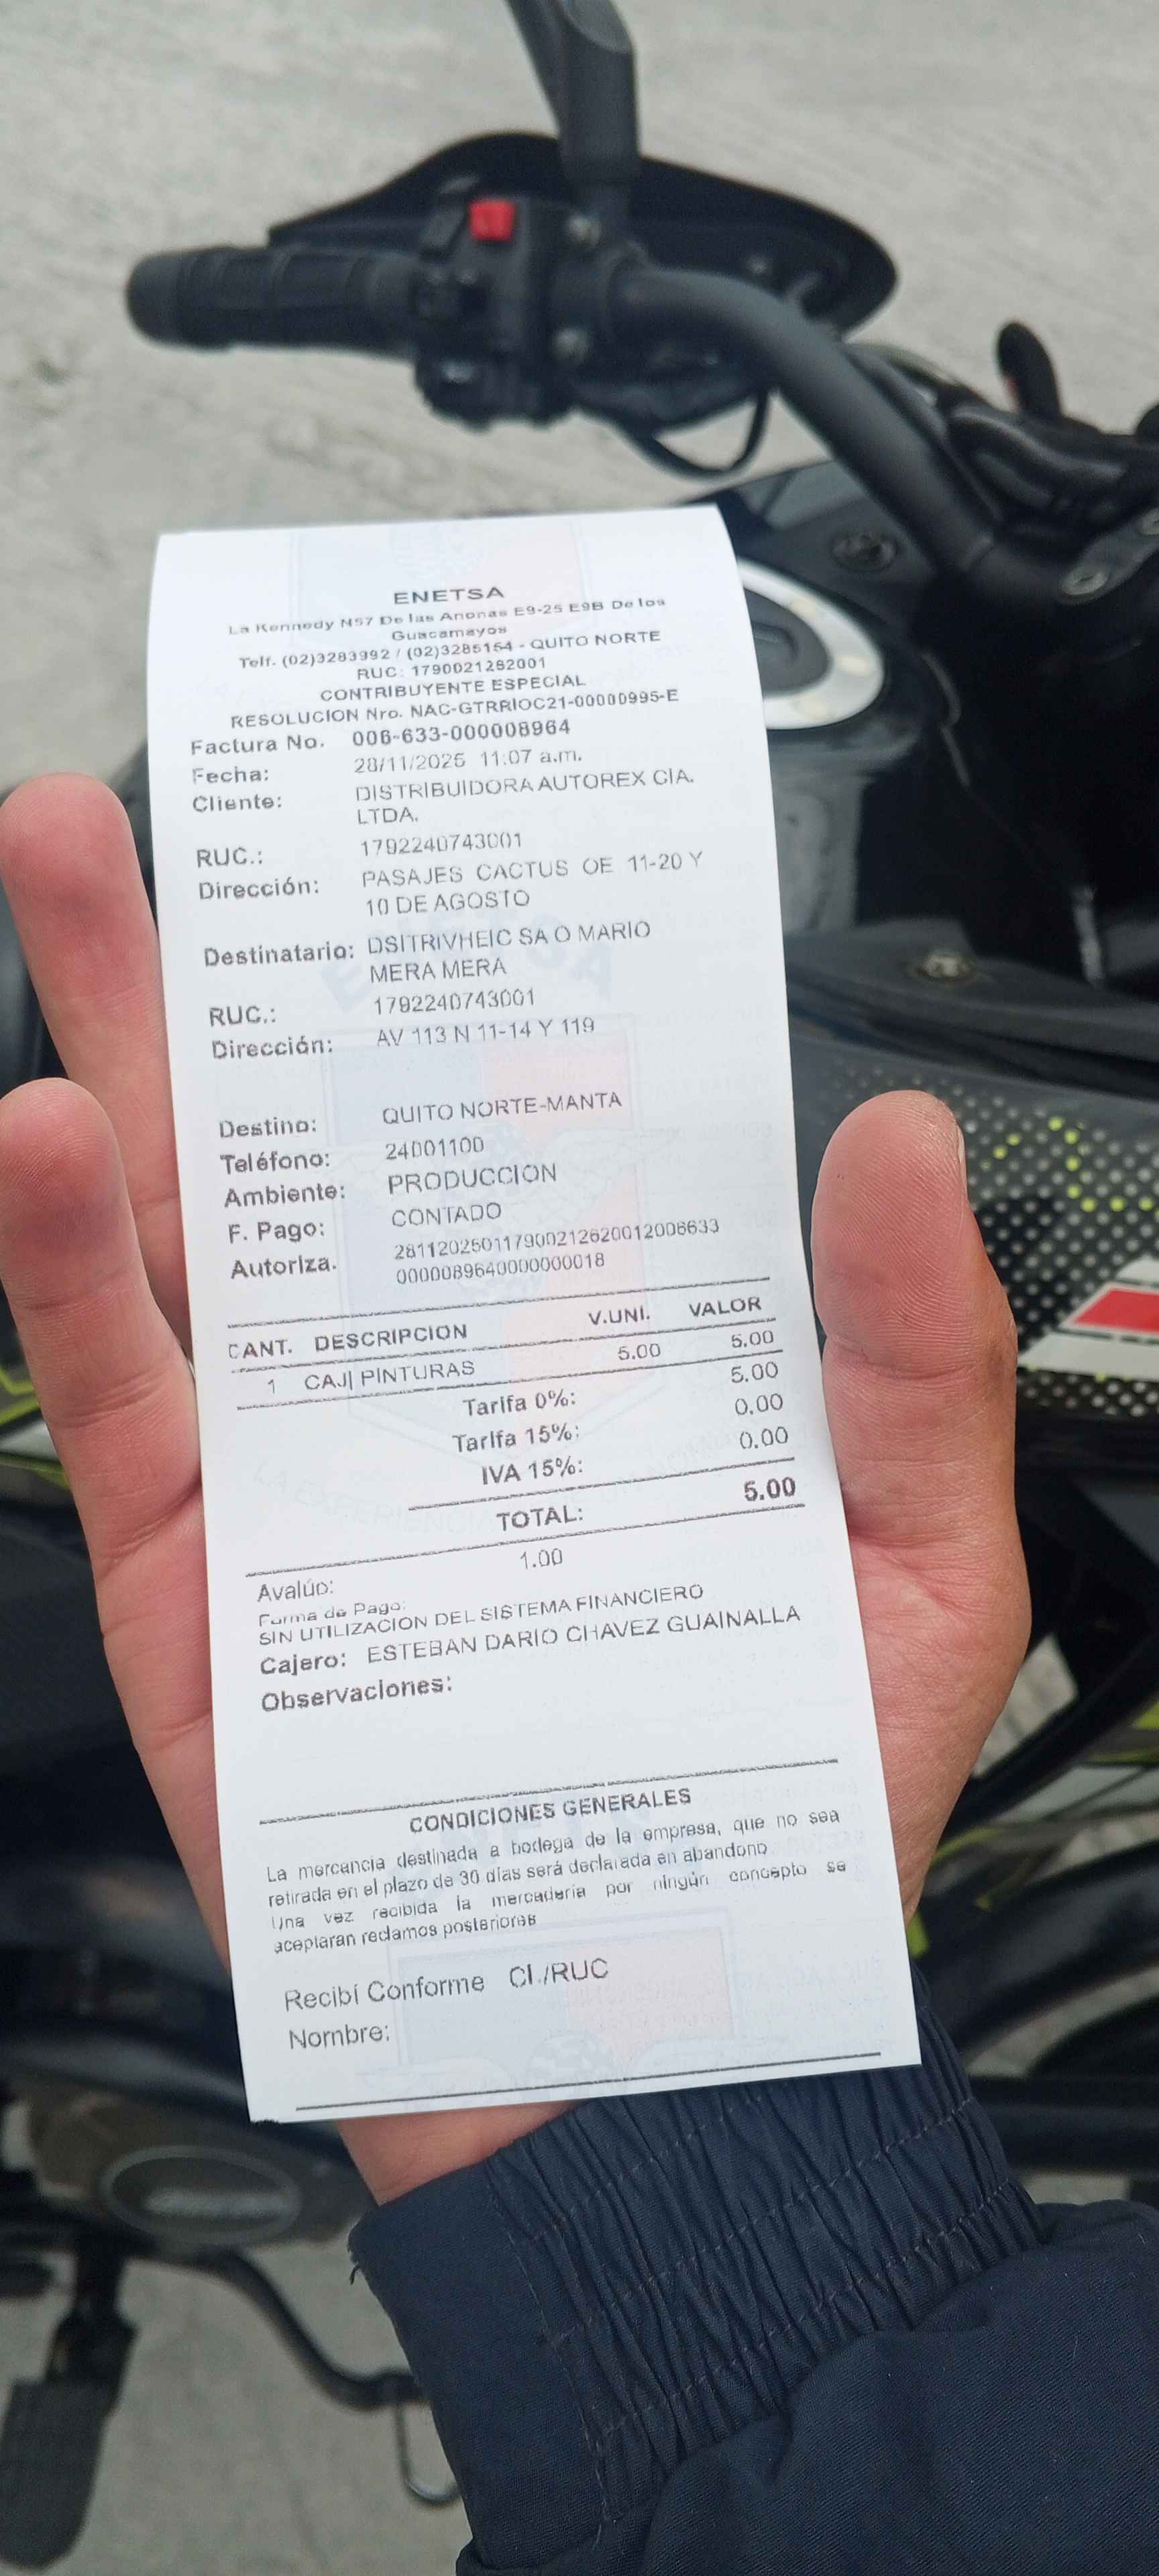 ENETSA
La Kennedy N57 De las Anonas E9-25 E9B De los
Guacamayos
Telf. (02)3283992 / (02)3285154 - QUITO NORTE
RUC: 1790021262001
CONTRIBUYENTE ESPECIAL
RESOLUCION Nro. NAC-GTRRIOC21-00000995-E
Factura No. 006-633-000008964
Fecha: 28/11/2025 11:07 a.m.
Cliente: DISTRIBUIDORA AUTOREX CIA.
LTDA.
RUC.: 1792240743001
Dirección: PASAJES CACTUS OE 11-20 Y
10 DE AGOSTO
Destinatario: DSITRIVHEIC SA O MARIO
MERA MERA
RUC.: 1792240743001
Dirección: AV 113 N 11-14 Y 119
Destino: QUITO NORTE-MANTA
Teléfono: 24001100
Ambiente: PRODUCCION
F. Pago: CONTADO
Autoriza. 281120250117900212620012006633
0000089640000000018
CANT. DESCRIPCION V.UNI. VALOR
1 CAJ| PINTURAS 5.00 5.00
Tarifa 0%: 5.00
Tarifa 15%: 0.00
IVA 15%: 0.00
TOTAL: 5.00
Avalúo: 1.00
Forma de Pago:
SIN UTILIZACION DEL SISTEMA FINANCIERO
Cajero: ESTEBAN DARIO CHAVEZ GUAINALLA
Observaciones:
CONDICIONES GENERALES
La mercancia destinada a bodega de la empresa, que no sea
retirada en el plazo de 30 días será declarada en abandono
Una vez recibida la mercadería por ningún concepto se
aceptaran reclamos posteriores
Recibí Conforme CI./RUC
Nombre: